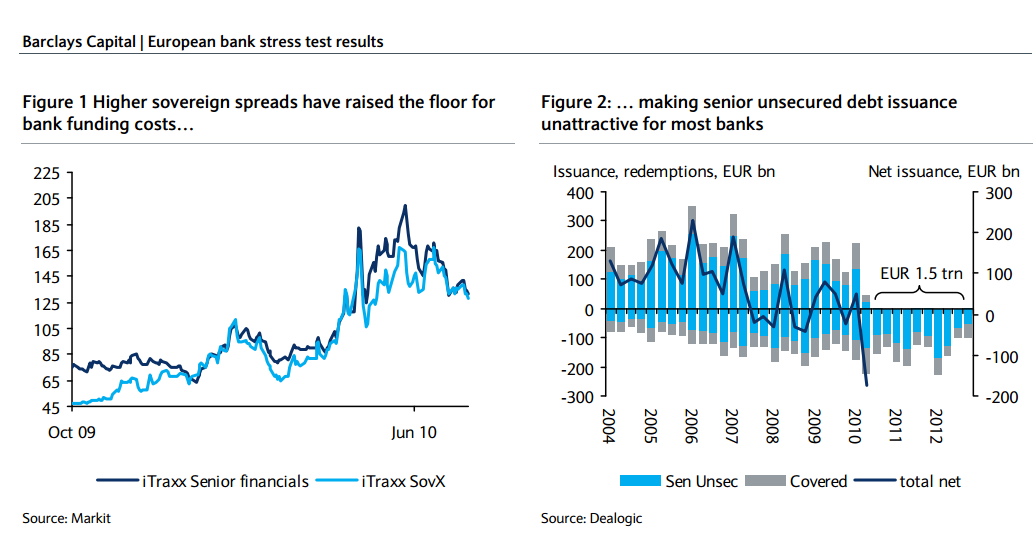 Barclays Capital | European bank stress test results
Figure 1 Higher sovereign spreads have raised the floor for
bank funding costs…
225
205
185
165
145
125
105
85
65
45
Oct 09
Jun 10
iTraxx Senior financials
iTraxx SovX
Source: Markit
Figure 2: … making senior unsecured debt issuance
unattractive for most banks
Issuance, redemptions, EUR bn
Net issuance, EUR bn
400
300
200
100
0
-100
-200
-300
300
200
100
0
-100
-200
EUR 1.5 trn
2004
2005
2006
2007
2008
2009
2010
2011
2012
Sen Unsec
Covered
total net
Source: Dealogic